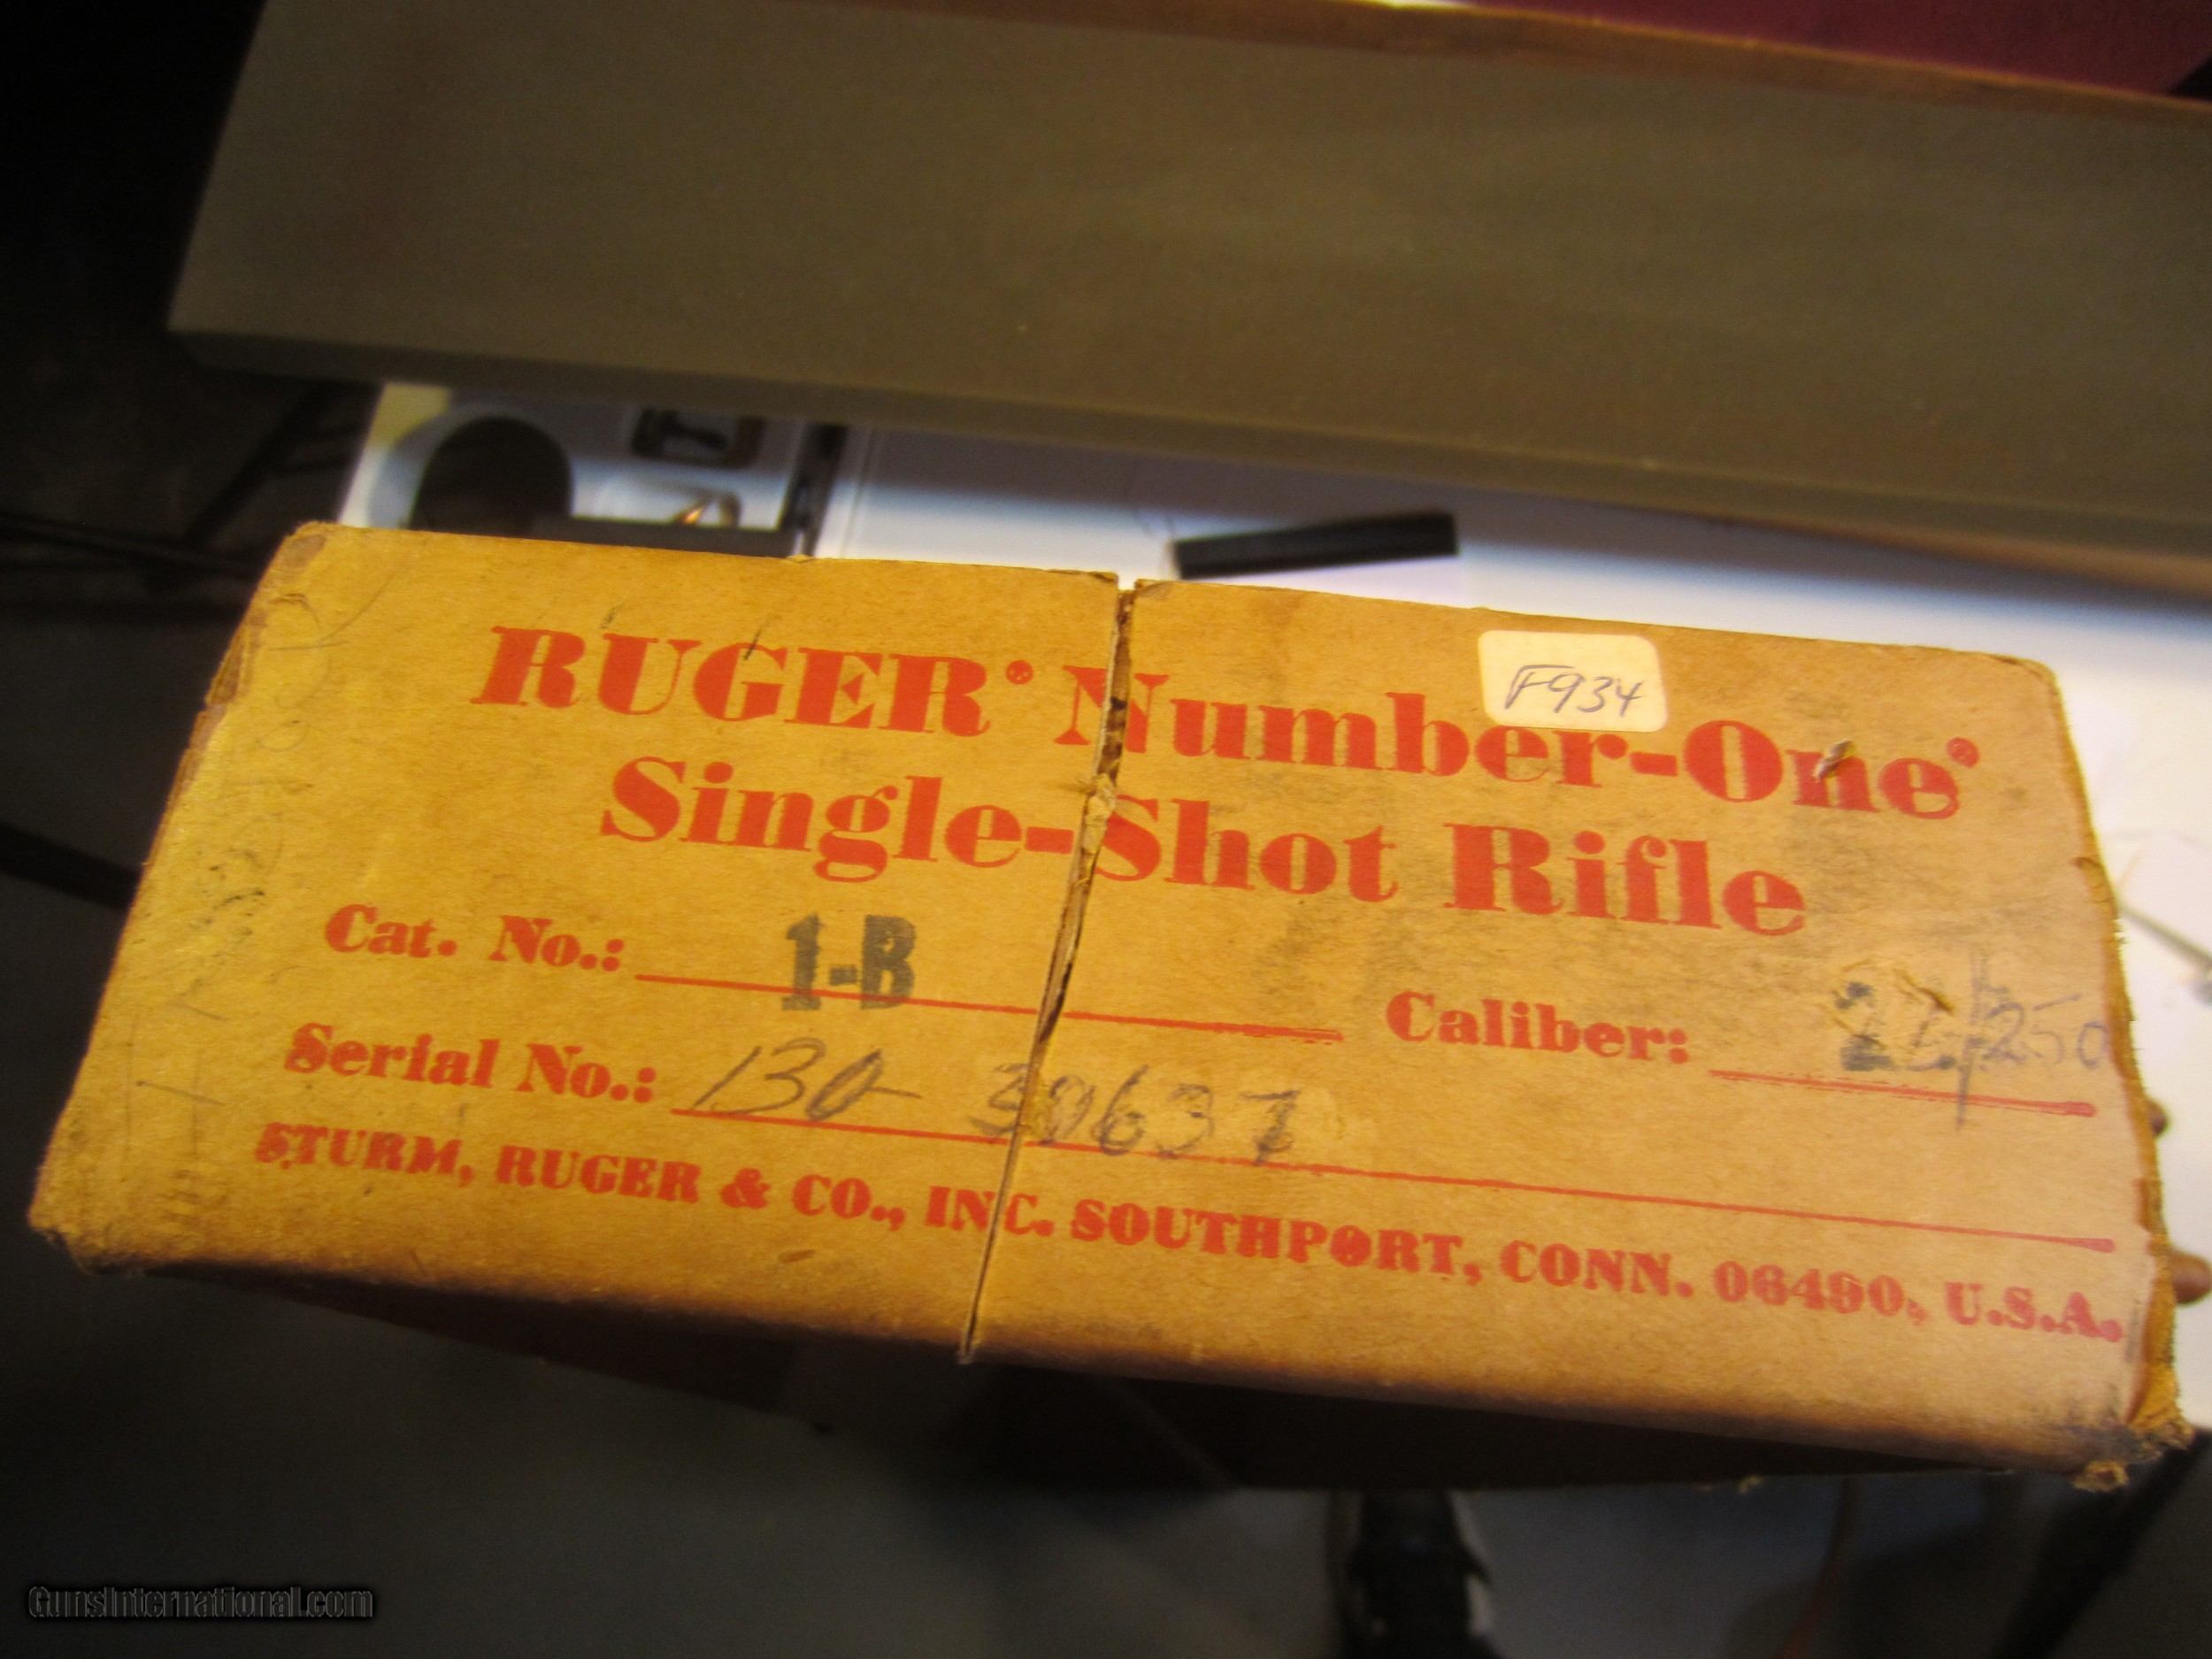 F934
RUGER® Number-One®
Single-Shot Rifle
Cat. No.: 1-B Caliber: 22/250
Serial No.: 130-30637
STURM, RUGER & CO., INC. SOUTHPORT, CONN. 06490, U.S.A.
GunsInternational.com